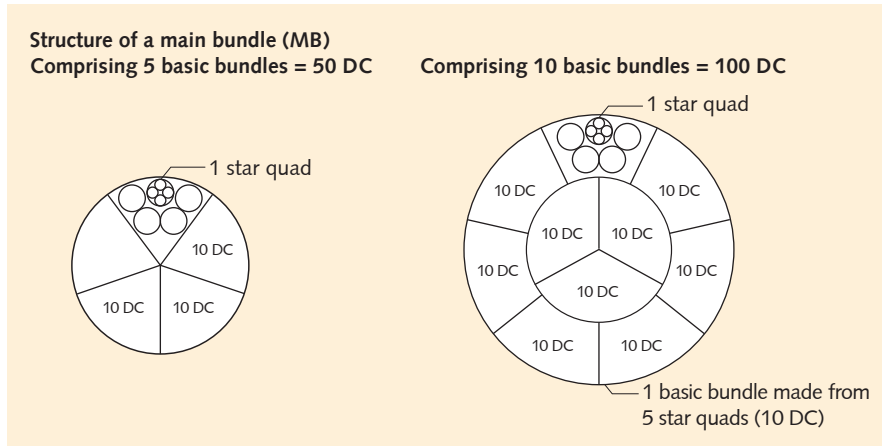 Structure of a main bundle (MB)
Comprising 5 basic bundles = 50 DC
Comprising 10 basic bundles = 100 DC
1 star quad
10 DC
10 DC
10 DC
1 star quad
10 DC
10 DC
10 DC
10 DC
10 DC
10 DC
10 DC
10 DC
10 DC
1 basic bundle made from
5 star quads (10 DC)